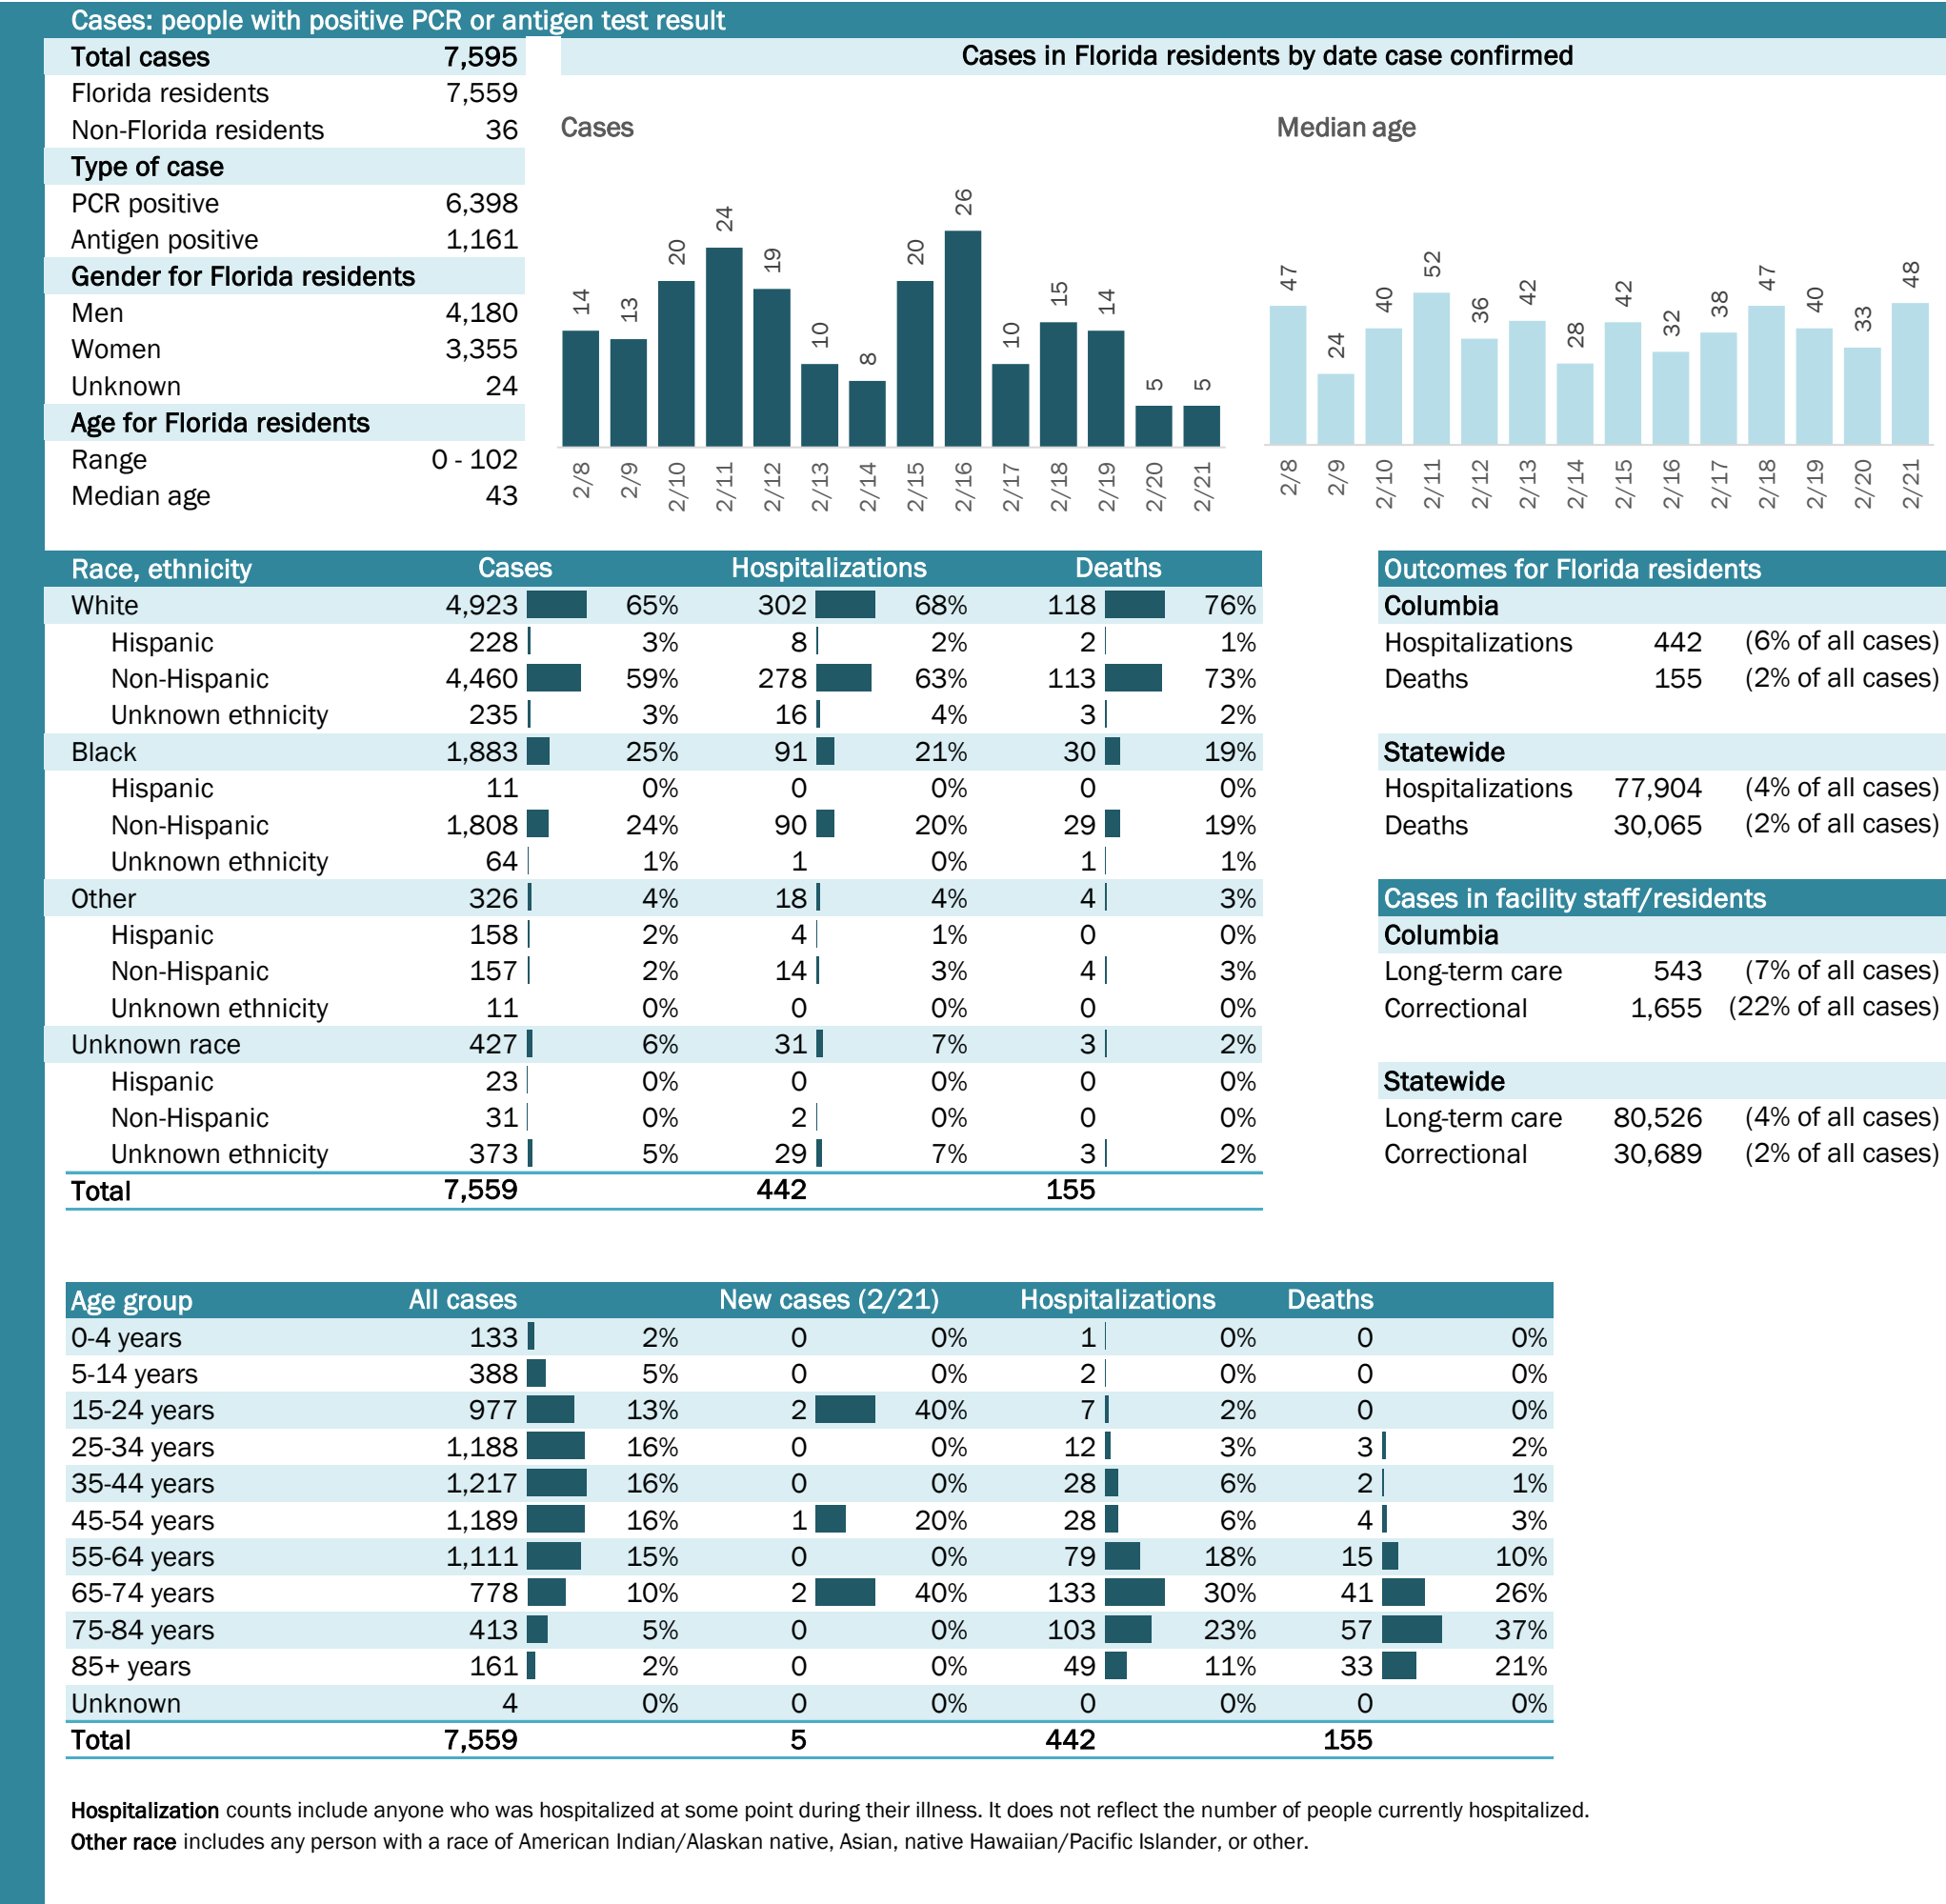 Cases: people with positive PCR or antigen test result
Total cases 7,595
Florida residents 7,559
Non-Florida residents 36
Type of case
PCR positive 6,398
Antigen positive 1,161
Gender for Florida residents
Men 4,180
Women 3,355
Unknown 24
Age for Florida residents
Range 0 - 102
Median age 43
Cases in Florida residents by date case confirmed
Cases
14 13 20 24 19 10 8 20 26 10 15 14 5 5
2/8 2/9 2/10 2/11 2/12 2/13 2/14 2/15 2/16 2/17 2/18 2/19 2/20 2/21
Median age
47 24 40 52 36 42 28 42 32 38 47 40 33 48
2/8 2/9 2/10 2/11 2/12 2/13 2/14 2/15 2/16 2/17 2/18 2/19 2/20 2/21
Race, ethnicity Cases Hospitalizations Deaths
White 4,923 65% 302 68% 118 76%
Hispanic 228 3% 8 2% 2 1%
Non-Hispanic 4,460 59% 278 63% 113 73%
Unknown ethnicity 235 3% 16 4% 3 2%
Black 1,883 25% 91 21% 30 19%
Hispanic 11 0% 0 0% 0 0%
Non-Hispanic 1,808 24% 90 20% 29 19%
Unknown ethnicity 64 1% 1 0% 1 1%
Other 326 4% 18 4% 4 3%
Hispanic 158 2% 4 1% 0 0%
Non-Hispanic 157 2% 14 3% 4 3%
Unknown ethnicity 11 0% 0 0% 0 0%
Unknown race 427 6% 31 7% 3 2%
Hispanic 23 0% 0 0% 0 0%
Non-Hispanic 31 0% 2 0% 0 0%
Unknown ethnicity 373 5% 29 7% 3 2%
Total 7,559 442 155
Outcomes for Florida residents
Columbia
Hospitalizations 442 (6% of all cases)
Deaths 155 (2% of all cases)
Statewide
Hospitalizations 77,904 (4% of all cases)
Deaths 30,065 (2% of all cases)
Cases in facility staff/residents
Columbia
Long-term care 543 (7% of all cases)
Correctional 1,655 (22% of all cases)
Statewide
Long-term care 80,526 (4% of all cases)
Correctional 30,689 (2% of all cases)
Age group All cases New cases (2/21) Hospitalizations Deaths
0-4 years 133 2% 0 0% 1 0% 0 0%
5-14 years 388 5% 0 0% 2 0% 0 0%
15-24 years 977 13% 2 40% 7 2% 0 0%
25-34 years 1,188 16% 0 0% 12 3% 3 2%
35-44 years 1,217 16% 0 0% 28 6% 2 1%
45-54 years 1,189 16% 1 20% 28 6% 4 3%
55-64 years 1,111 15% 0 0% 79 18% 15 10%
65-74 years 778 10% 2 40% 133 30% 41 26%
75-84 years 413 5% 0 0% 103 23% 57 37%
85+ years 161 2% 0 0% 49 11% 33 21%
Unknown 4 0% 0 0% 0 0% 0 0%
Total 7,559 5 442 155
Hospitalization counts include anyone who was hospitalized at some point during their illness. It does not reflect the number of people currently hospitalized.
Other race includes any person with a race of American Indian/Alaskan native, Asian, native Hawaiian/Pacific Islander, or other.